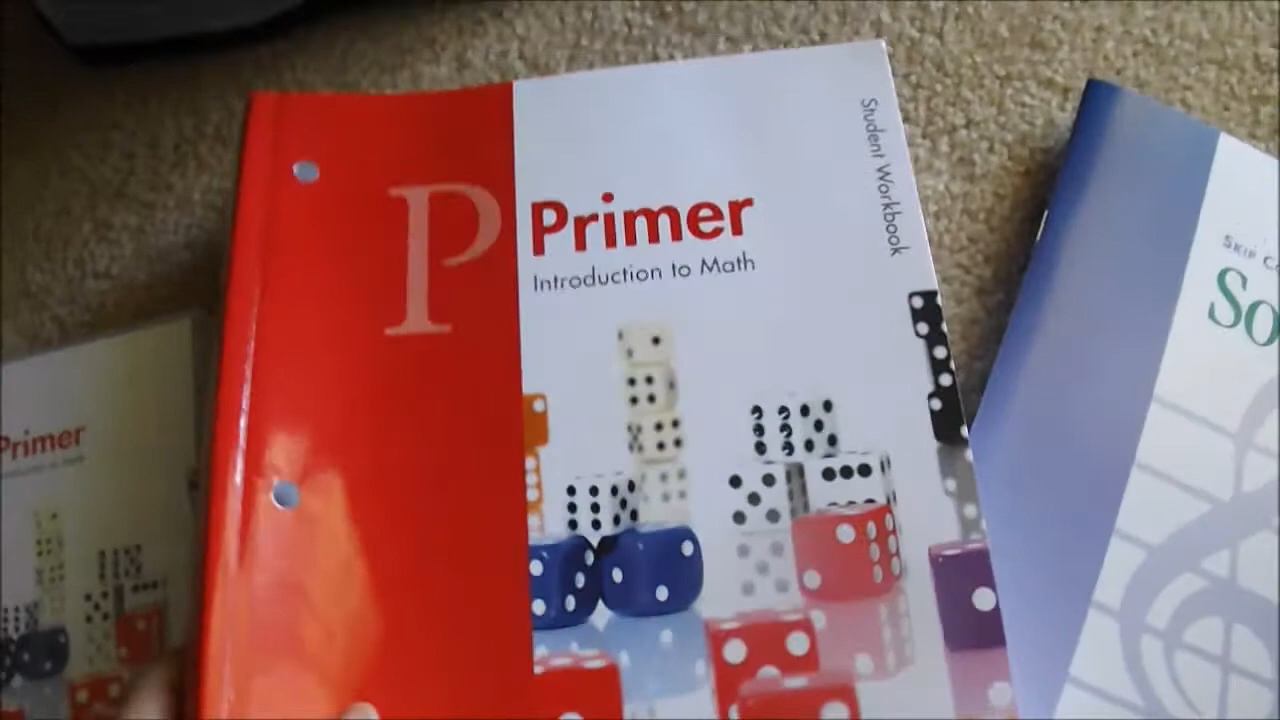 P
Primer
Introduction to Math
Student Workbook
Primer
SKIP C
So